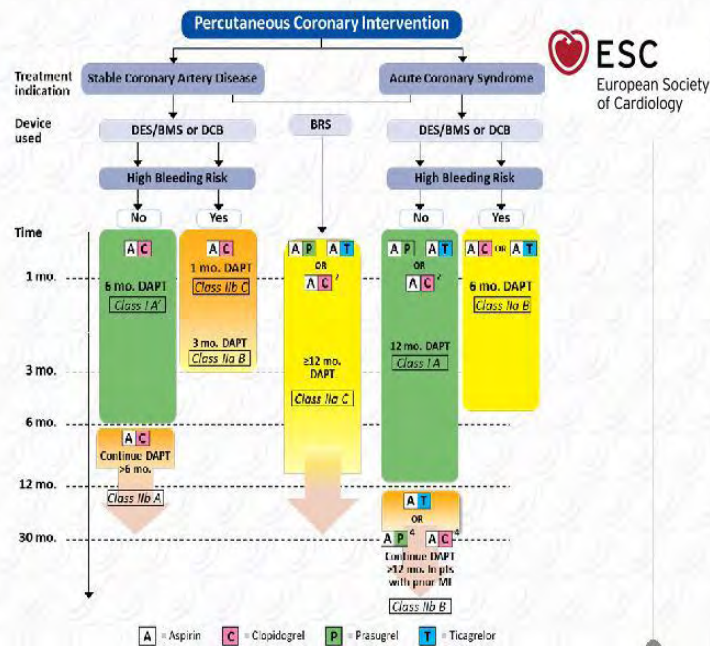 Percutaneous Coronary Intervention
ESC
European Society
of Cardiology
Treatment
indication
Stable Coronary Artery Disease
Acute Coronary Syndrome
Device
used
DES/BMS or DCB
BRS
DES/BMS or DCB
High Bleeding Risk
High Bleeding Risk
No
Yes
No
Yes
Time
A C
A C
A P A T
OR
A C 2
A P A T
OR
A C 2
A C OR A T
1 mo.
6 mo. DAPT
Class I A
1 mo. DAPT
Class IIb C
3 mo. DAPT
Class IIa B
≥12 mo.
DAPT
Class IIa C
12 mo. DAPT
Class I A
6 mo. DAPT
Class IIa B
3 mo.
6 mo.
A C
Continue DAPT
>6 mo.
12 mo.
Class IIb A
A T
OR
30 mo.
A P 4 A C 4
Continue DAPT
>12 mo. In pts
with prior MI
Class IIb B
A = Aspirin C = Clopidogrel P = Prasugrel T = Ticagrelor